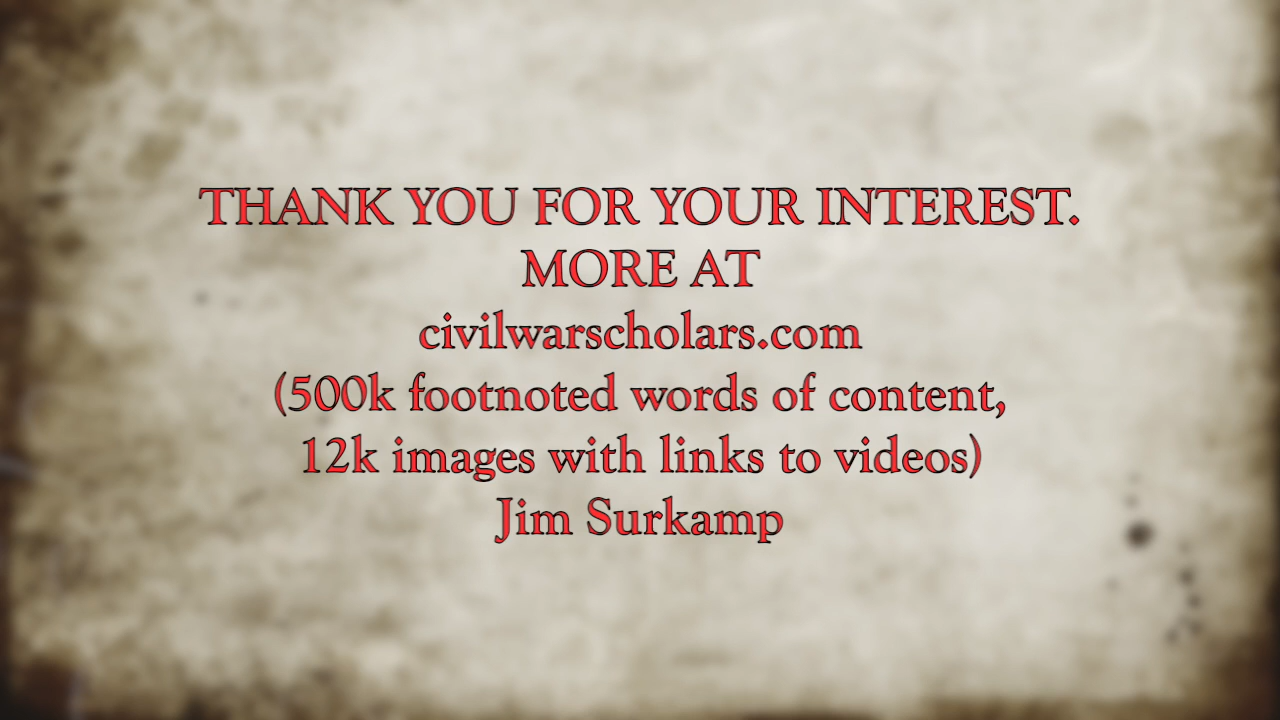 THANK YOU FOR YOUR INTEREST.
MORE AT
civilwarscholars.com
(500k footnoted words of content,
12k images with links to videos)
Jim Surkamp